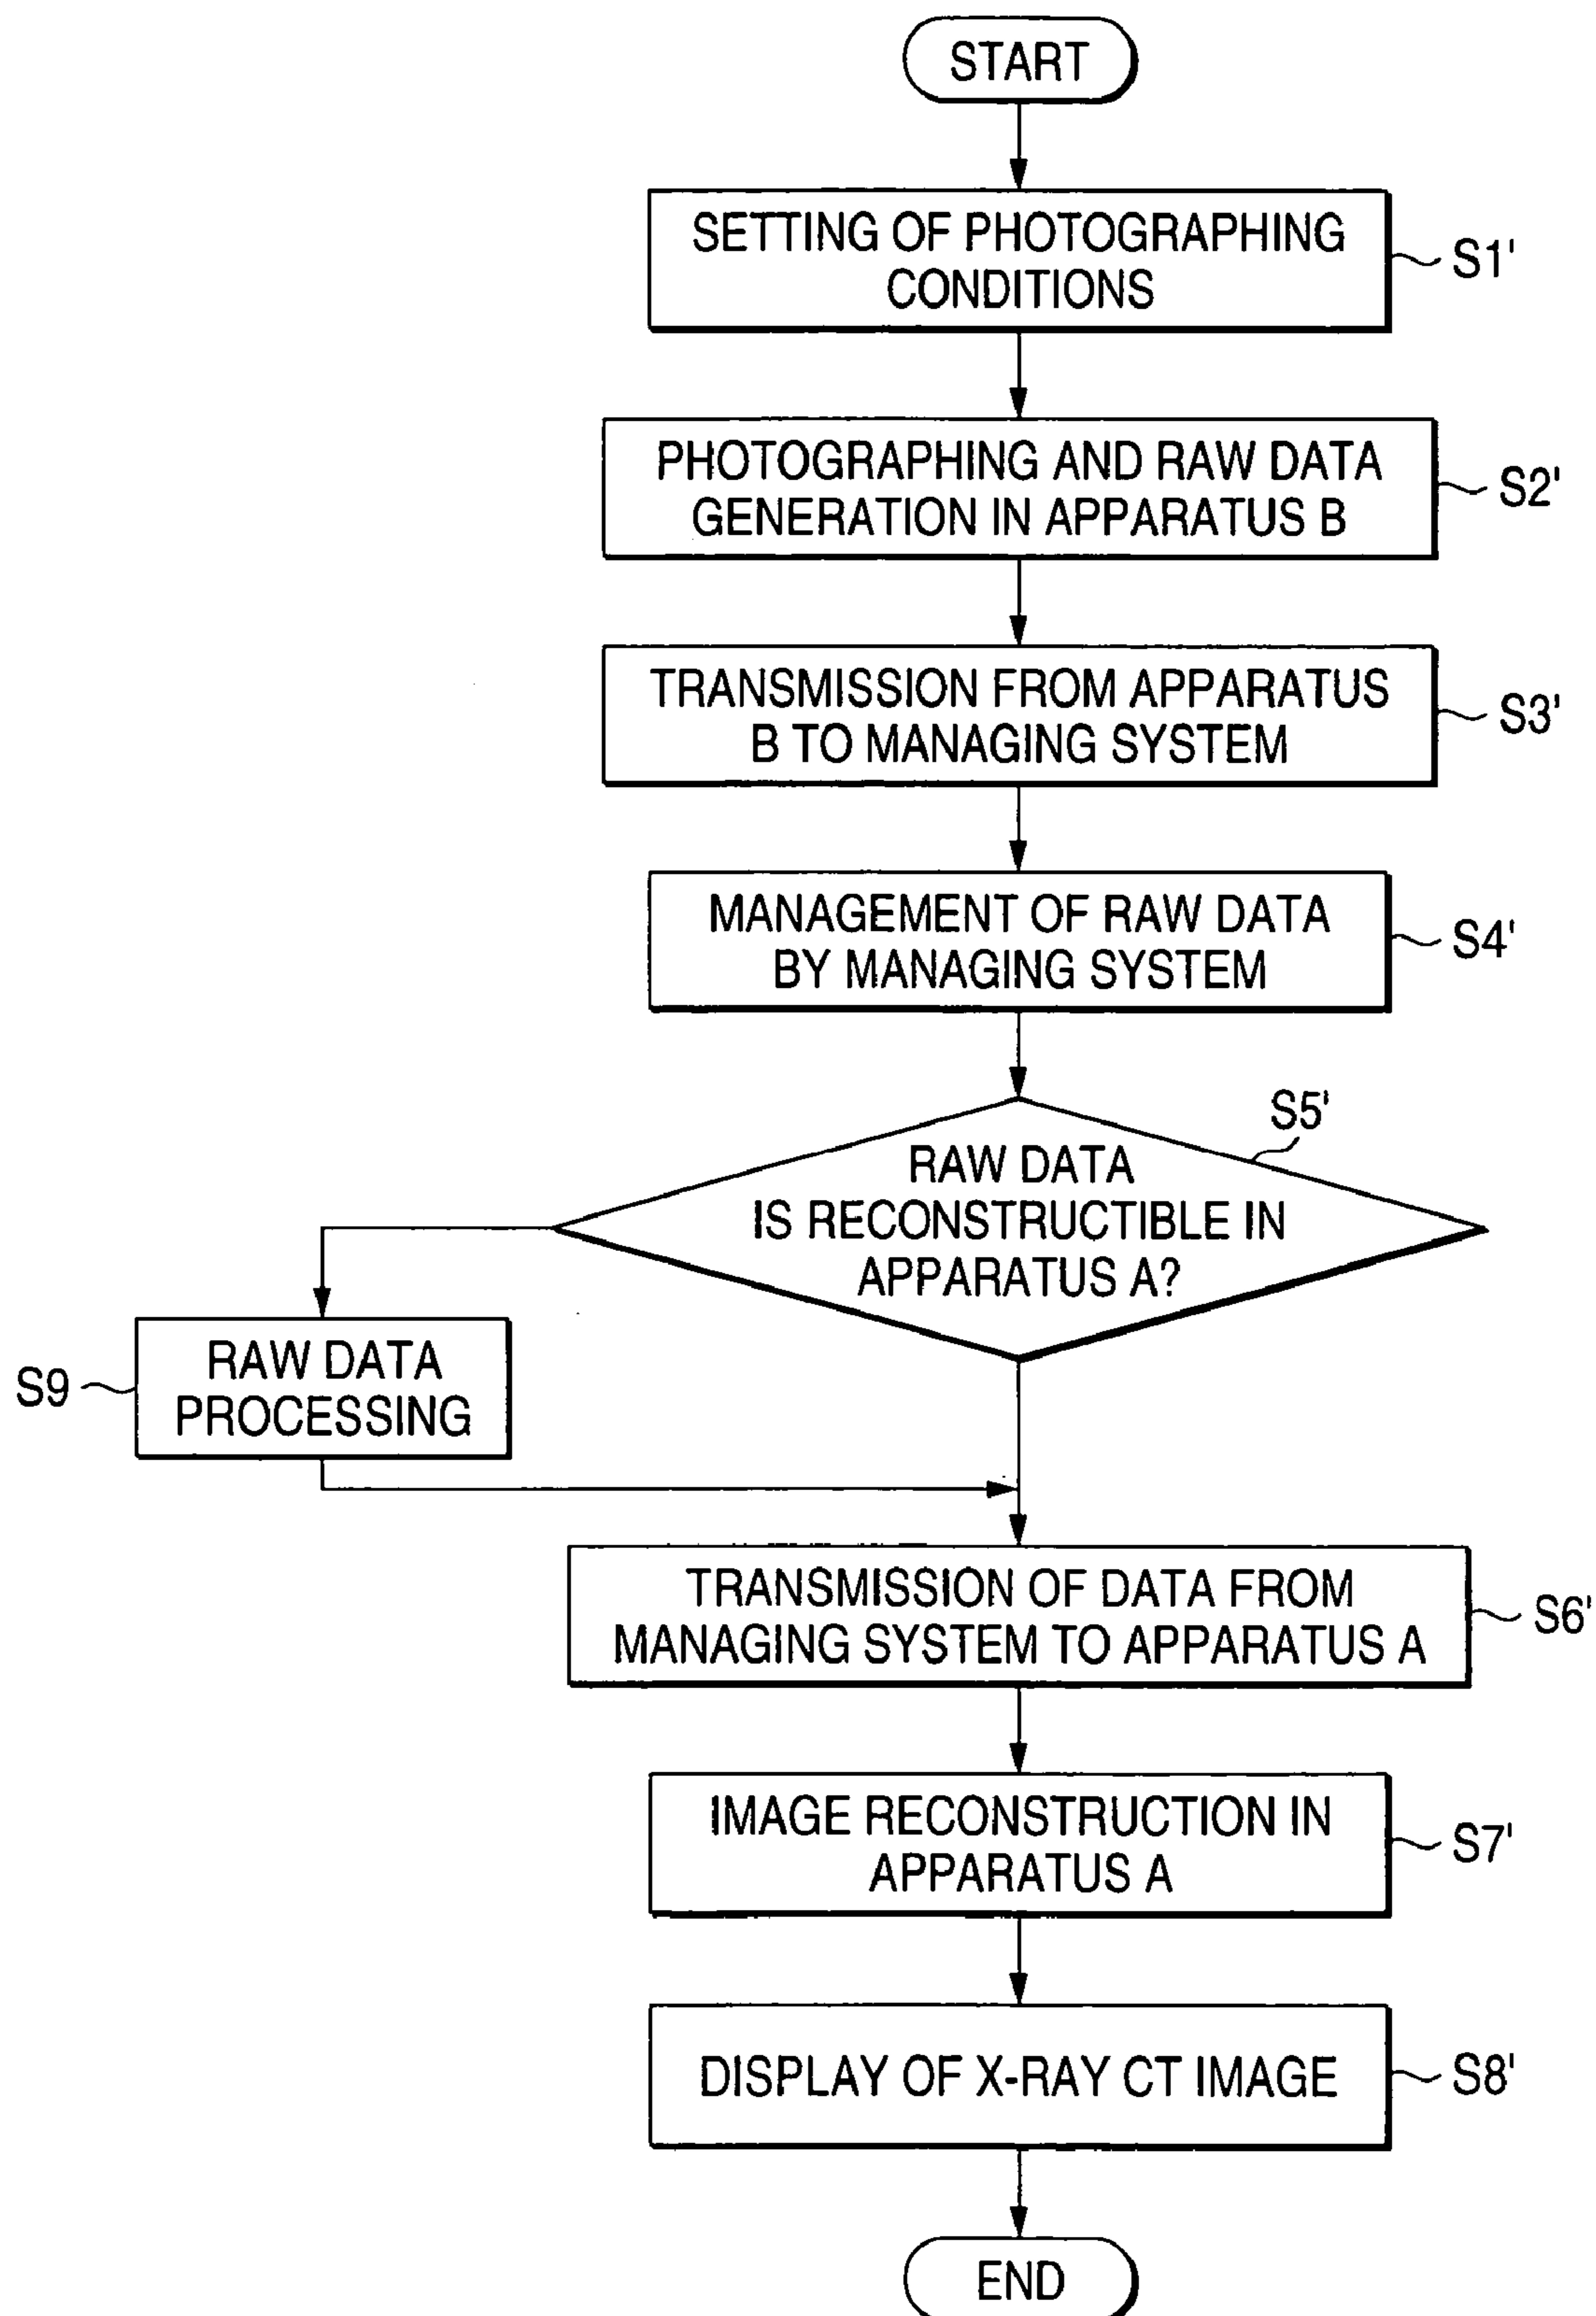 START
SETTING OF PHOTOGRAPHING
CONDITIONS
S1'
PHOTOGRAPHING AND RAW DATA
GENERATION IN APPARATUS B
S2'
TRANSMISSION FROM APPARATUS
B TO MANAGING SYSTEM
S3'
MANAGEMENT OF RAW DATA
BY MANAGING SYSTEM
S4'
S5'
RAW DATA
IS RECONSTRUCTIBLE IN
APPARATUS A?
S9
RAW DATA
PROCESSING
TRANSMISSION OF DATA FROM
MANAGING SYSTEM TO APPARATUS A
S6'
IMAGE RECONSTRUCTION IN
APPARATUS A
S7'
DISPLAY OF X-RAY CT IMAGE
S8'
END